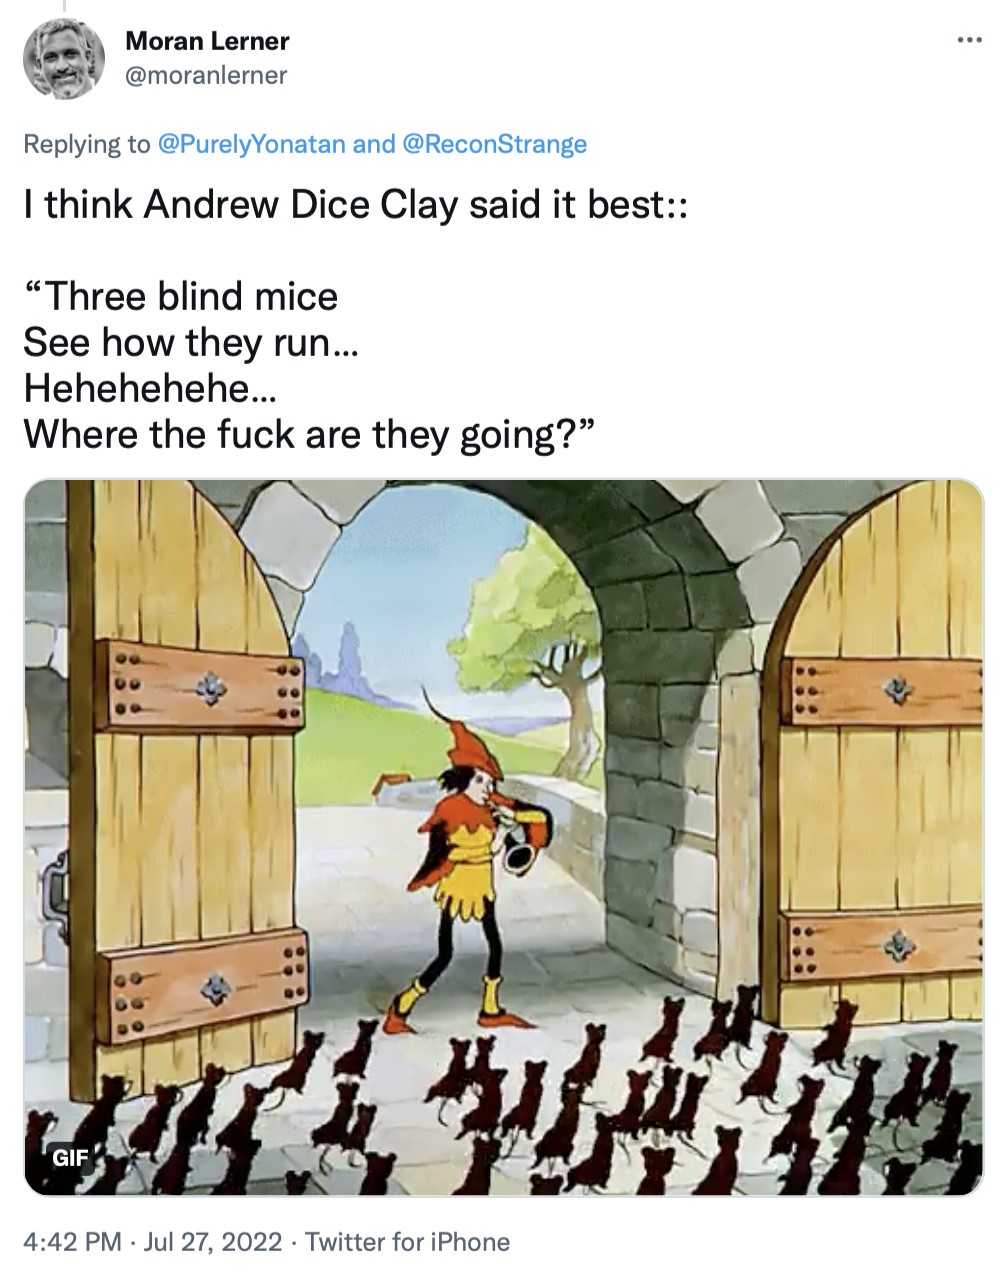 Moran Lerner
@moranlerner
Replying to @PurelyYonatan and @ReconStrange
I think Andrew Dice Clay said it best::
“Three blind mice
See how they run...
Hehehehehe...
Where the fuck are they going?”
GIF
4:42 PM · Jul 27, 2022 · Twitter for iPhone